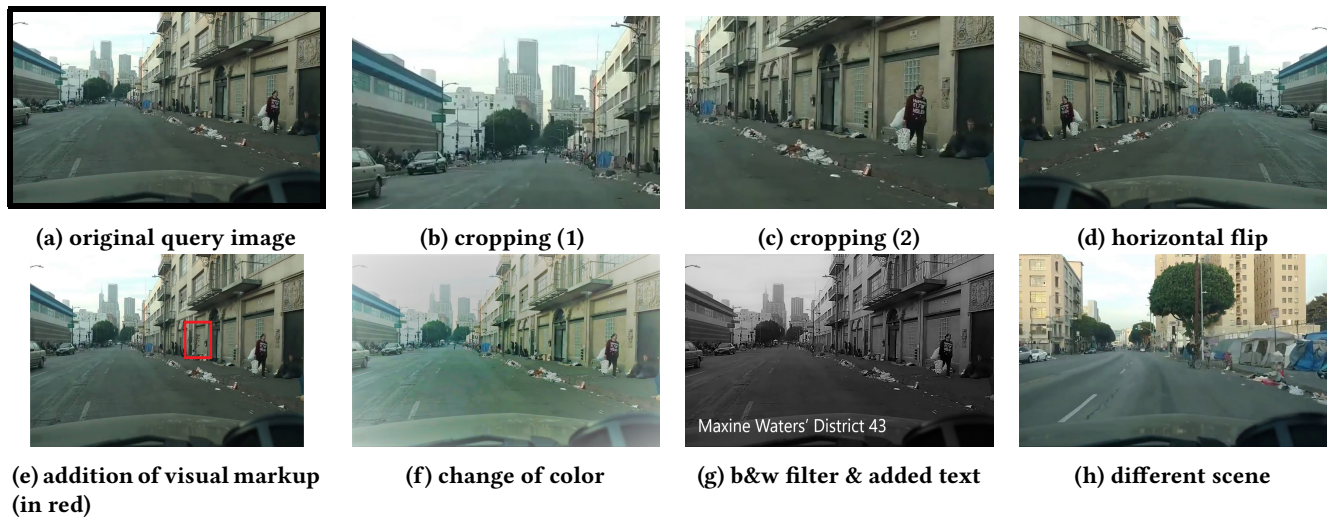 (a) original query image
(b) cropping (1)
(c) cropping (2)
(d) horizontal flip
Maxine Waters' District 43
(e) addition of visual markup
(in red)
(f) change of color
(g) b&w filter & added text
(h) different scene